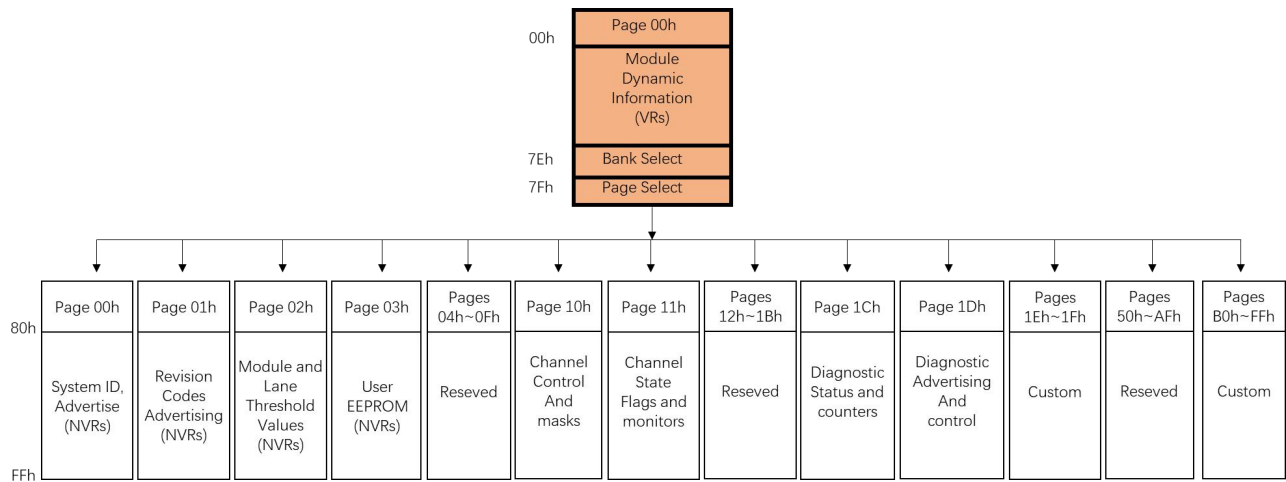 Page 00h
00h
Module
Dynamic
Information
(VRs)
7Eh
Bank Select
7Fh
Page Select
Page 00h
Page 01h
Page 02h
Page 03h
Pages
04h~0Fh
Page 10h
Page 11h
Pages
12h~1Bh
Page 1Ch
Page 1Dh
Pages
1Eh~1Fh
Pages
50h~AFh
Pages
B0h~FFh
80h
System ID,
Advertise
(NVRs)
Revision
Codes
Advertising
(NVRs)
Module and
Lane
Threshold
Values
(NVRs)
User
EEPROM
(NVRs)
Reseved
Channel
Control
And
masks
Channel
State
Flags and
monitors
Reseved
Diagnostic
Status and
counters
Diagnostic
Advertising
And
control
Custom
Reseved
Custom
FFh